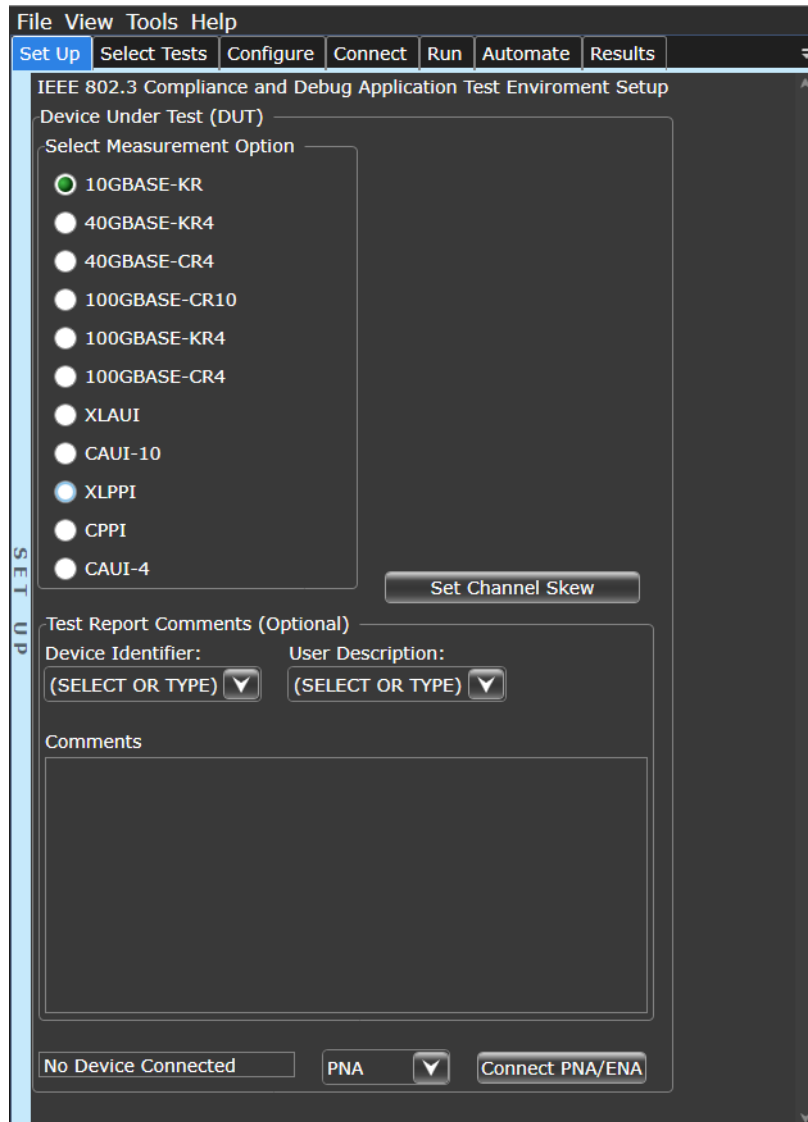 File View Tools Help
Set Up Select Tests Configure Connect Run Automate Results
IEEE 802.3 Compliance and Debug Application Test Enviroment Setup
Device Under Test (DUT)
Select Measurement Option
10GBASE-KR
40GBASE-KR4
40GBASE-CR4
100GBASE-CR10
100GBASE-KR4
100GBASE-CR4
XLAUI
CAUI-10
XLPPI
CPPI
CAUI-4
Set Channel Skew
SET UP
Test Report Comments (Optional)
Device Identifier: User Description:
(SELECT OR TYPE) (SELECT OR TYPE)
Comments
No Device Connected PNA Connect PNA/ENA